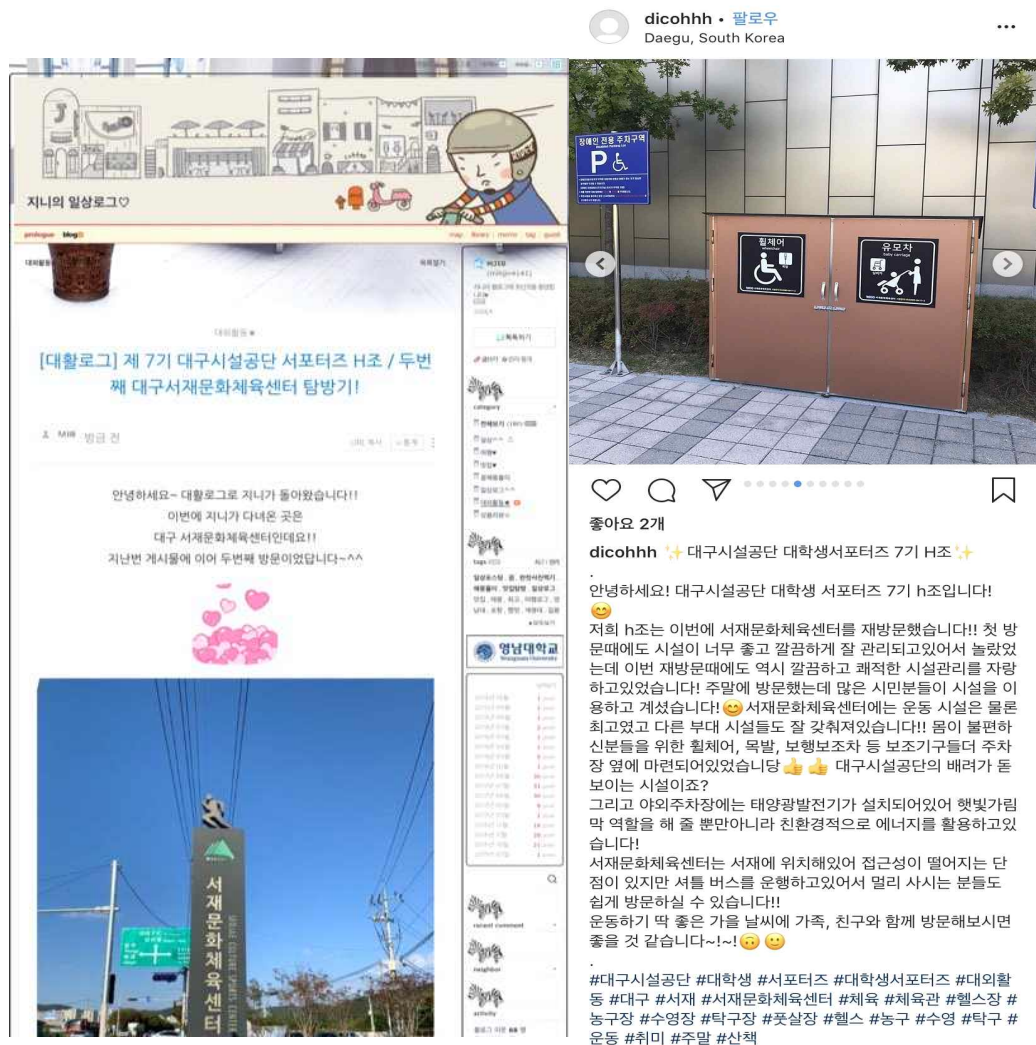 지니의 일상로그♡
prologue blog
map library memo tag guest
대외활동★
[대활로그] 제 7기 대구시설공단 서포터즈 H조 / 두번
째 대구서재문화체육센터 탐방기!
방금 전
안녕하세요~ 대활로그로 지니가 돌아왔습니다!!
이번에 지니가 다녀온 곳은
대구 서재문화체육센터인데요!!
지난번 게시물에 이어 두번째 방문이었답니다~^^
서재문화체육센터
category
영남대학교
recent comment
neighbor
activity
dicohhh • 팔로우
Daegu, South Korea
장애인 전용 주차구역
P
휠체어
wheelchair
유모차
baby carriage
좋아요 2개
dicohhh ✨대구시설공단 대학생서포터즈 7기 H조✨
.
안녕하세요! 대구시설공단 대학생 서포터즈 7기 h조입니다!
😊
저희 h조는 이번에 서재문화체육센터를 재방문했습니다!! 첫 방
문때에도 시설이 너무 좋고 깔끔하게 잘 관리되고있어서 놀랐었
는데 이번 재방문때에도 역시 깔끔하고 쾌적한 시설관리를 자랑
하고있었습니다! 주말에 방문했는데 많은 시민분들이 시설을 이
용하고 계셨습니다!😊서재문화체육센터에는 운동 시설은 물론
최고였고 다른 부대 시설들도 잘 갖춰져있습니다!! 몸이 불편하
신분들을 위한 휠체어, 목발, 보행보조차 등 보조기구들더 주차
장 옆에 마련되어있었습니당👍👍 대구시설공단의 배려가 돋
보이는 시설이죠?
그리고 야외주차장에는 태양광발전기가 설치되어있어 햇빛가림
막 역할을 해 줄 뿐만아니라 친환경적으로 에너지를 활용하고있
습니다!
서재문화체육센터는 서재에 위치해있어 접근성이 떨어지는 단
점이 있지만 셔틀 버스를 운행하고있어서 멀리 사시는 분들도
쉽게 방문하실 수 있습니다!!
운동하기 딱 좋은 가을 날씨에 가족, 친구와 함께 방문해보시면
좋을 것 같습니다~!~!🙃🙂
.
#대구시설공단 #대학생 #서포터즈 #대학생서포터즈 #대외활
동 #대구 #서재 #서재문화체육센터 #체육 #체육관 #헬스장 #
농구장 #수영장 #탁구장 #풋살장 #헬스 #농구 #수영 #탁구 #
운동 #취미 #주말 #산책